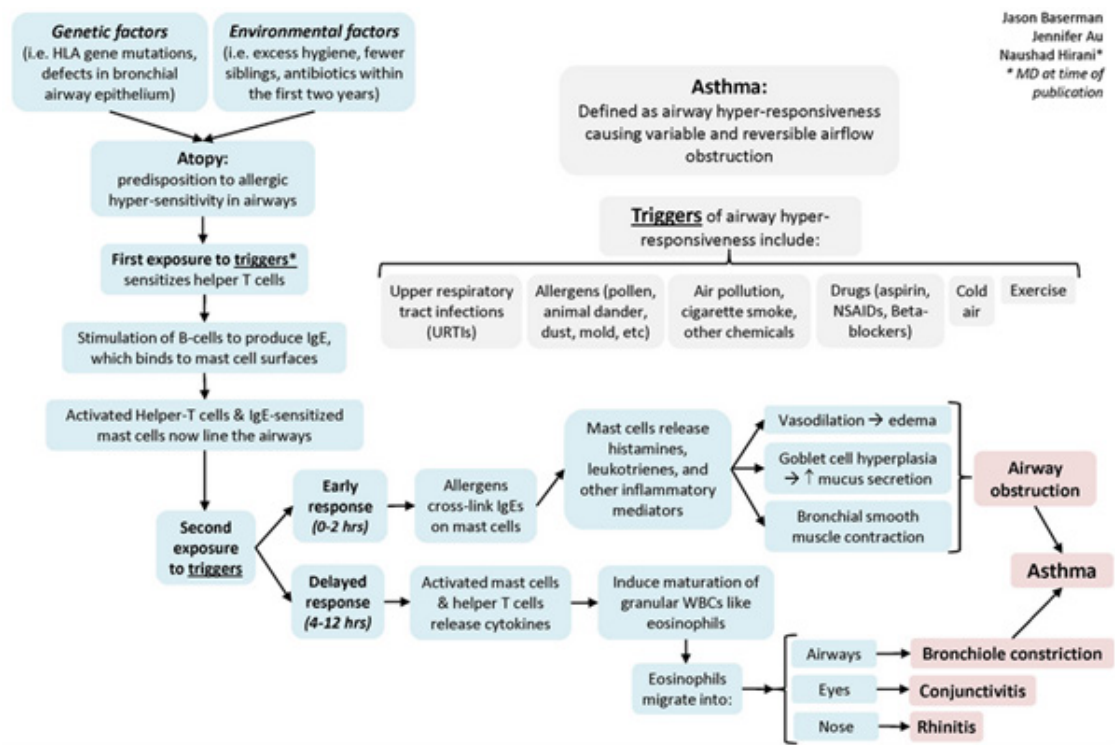 Genetic factors
(i.e. HLA gene mutations,
defects in bronchial
airway epithelium)
Environmental factors
(i.e. excess hygiene, fewer
siblings, antibiotics within
the first two years)
Jason Baserman
Jennifer Au
Naushad Hirani*
* MD at time of
publication
Asthma:
Defined as airway hyper-responsiveness
causing variable and reversible airflow
obstruction
Atopy:
predisposition to allergic
hyper-sensitivity in airways
Triggers of airway hyper-
responsiveness include:
First exposure to triggers*
sensitizes helper T cells
Upper respiratory
tract infections
(URTIs)
Allergens (pollen,
animal dander,
dust, mold, etc)
Air pollution,
cigarette smoke,
other chemicals
Drugs (aspirin,
NSAIDs, Beta-
blockers)
Cold
air
Exercise
Stimulation of B-cells to produce IgE,
which binds to mast cell surfaces
Activated Helper-T cells & IgE-sensitized
mast cells now line the airways
Second
exposure
to triggers
Early
response
(0-2 hrs)
Allergens
cross-link IgEs
on mast cells
Mast cells release
histamines,
leukotrienes, and
other inflammatory
mediators
Vasodilation → edema
Goblet cell hyperplasia
→ ↑ mucus secretion
Bronchial smooth
muscle contraction
Airway
obstruction
Asthma
Delayed
response
(4-12 hrs)
Activated mast cells
& helper T cells
release cytokines
Induce maturation of
granular WBCs like
eosinophils
Eosinophils
migrate into:
Airways
Bronchiole constriction
Eyes
Conjunctivitis
Nose
Rhinitis